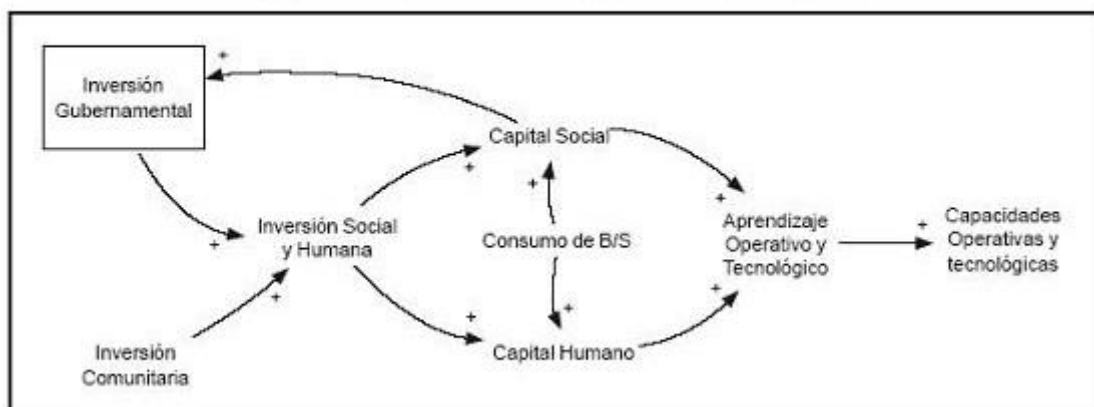 +
Inversión
Gubernamental
Capital Social
+
+
+
+
Inversión Social
y Humana
Consumo de B/S
Aprendizaje
Operativo y
Tecnológico
+
Capacidades
Operativas y
tecnológicas
+
+
+
+
Inversión
Comunitaria
Capital Humano